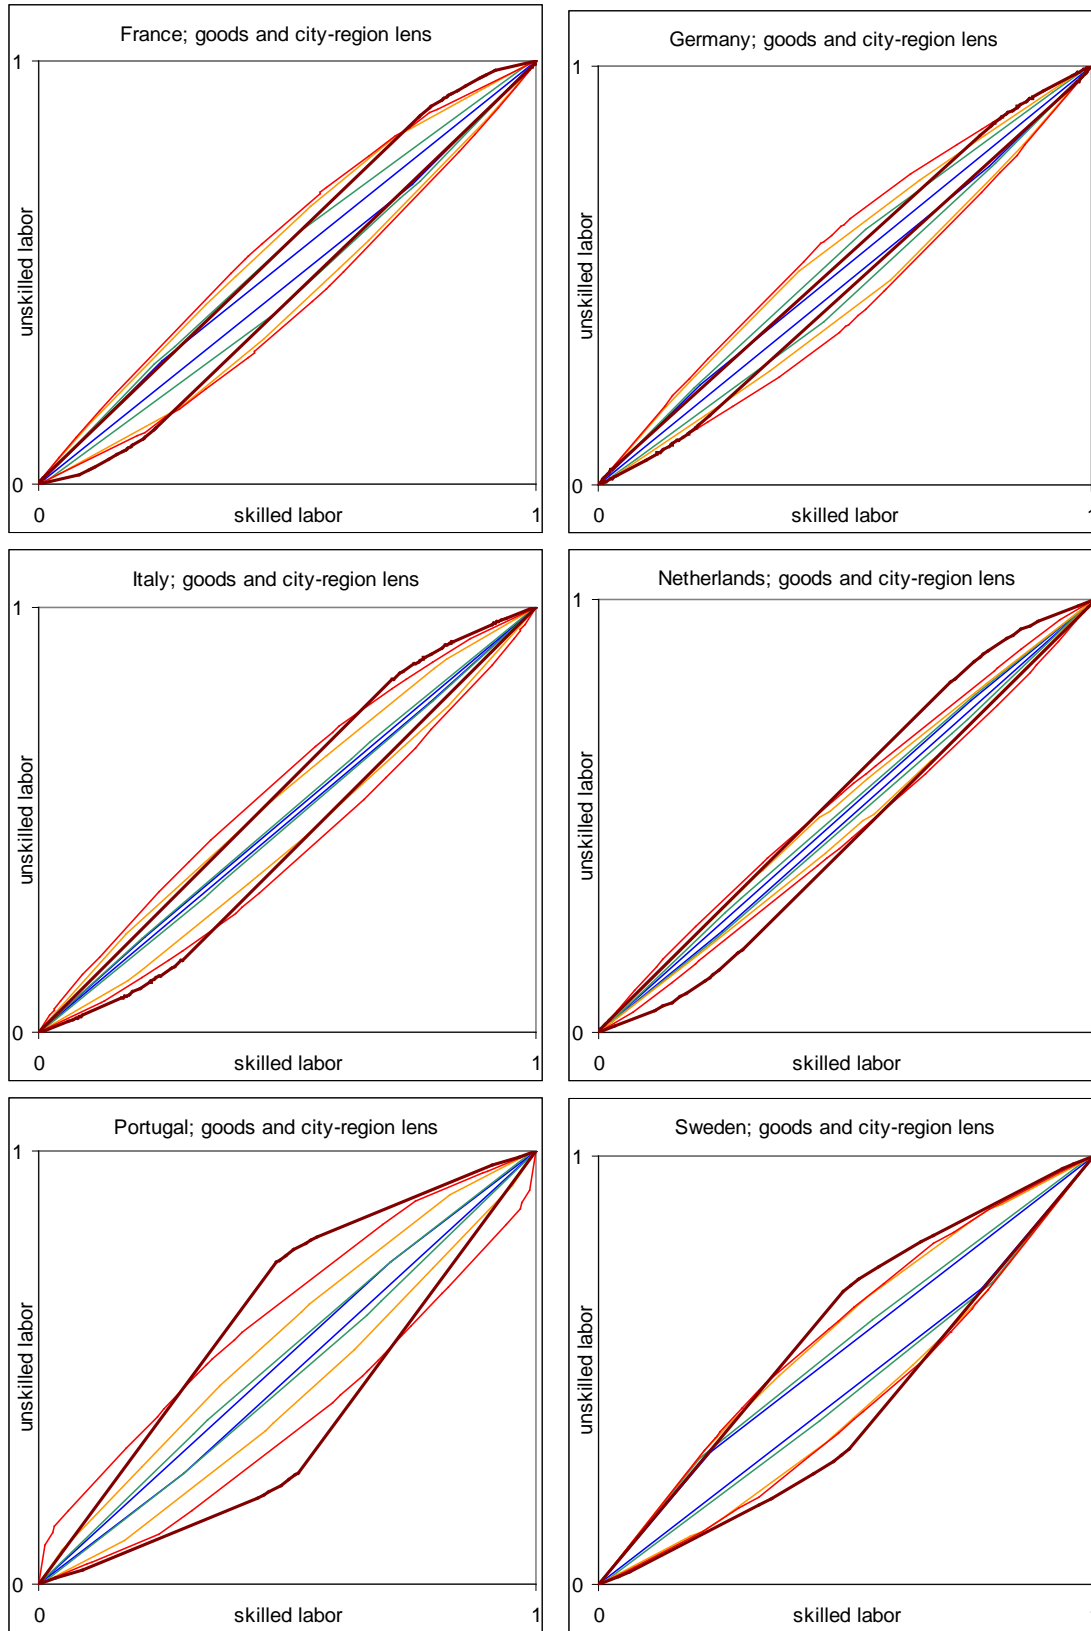 France; goods and city-region lens
1
unskilled labor
0
0
skilled labor
1
Germany; goods and city-region lens
1
unskilled labor
0
0
skilled labor
1
Italy; goods and city-region lens
1
unskilled labor
0
0
skilled labor
1
Netherlands; goods and city-region lens
1
unskilled labor
0
0
skilled labor
Portugal; goods and city-region lens
1
unskilled labor
0
0
skilled labor
1
Sweden; goods and city-region lens
1
unskilled labor
0
0
skilled labor